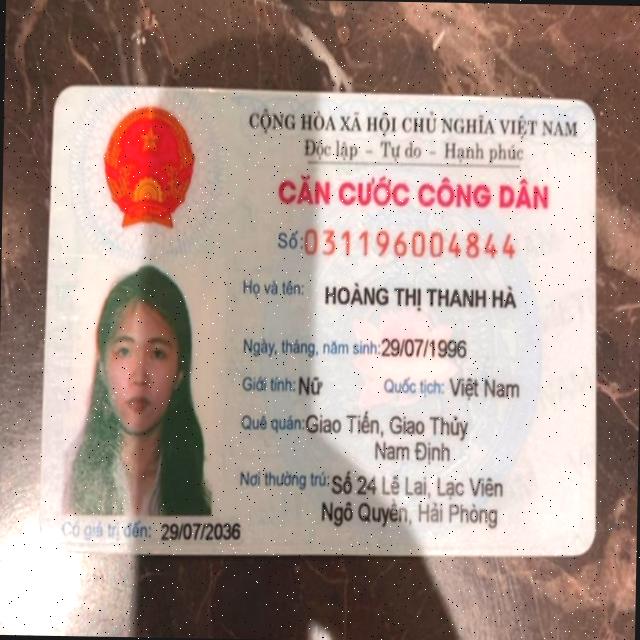 CỘNG HÒA XÃ HỘI CHỦ NGHĨA VIỆT NAM
Độc lập - Tự do - Hạnh phúc
CĂN CƯỚC CÔNG DÂN
Số: 031196004844
Họ và tên: HOÀNG THỊ THANH HÀ
Ngày, tháng, năm sinh: 29/07/1996
Giới tính: Nữ Quốc tịch: Việt Nam
Quê quán: Giao Tiến, Giao Thủy
Nam Định
Nơi thường trú: Số 24 Lê Lai, Lạc Viên
Ngô Quyền, Hải Phòng
Có giá trị đến: 29/07/2036